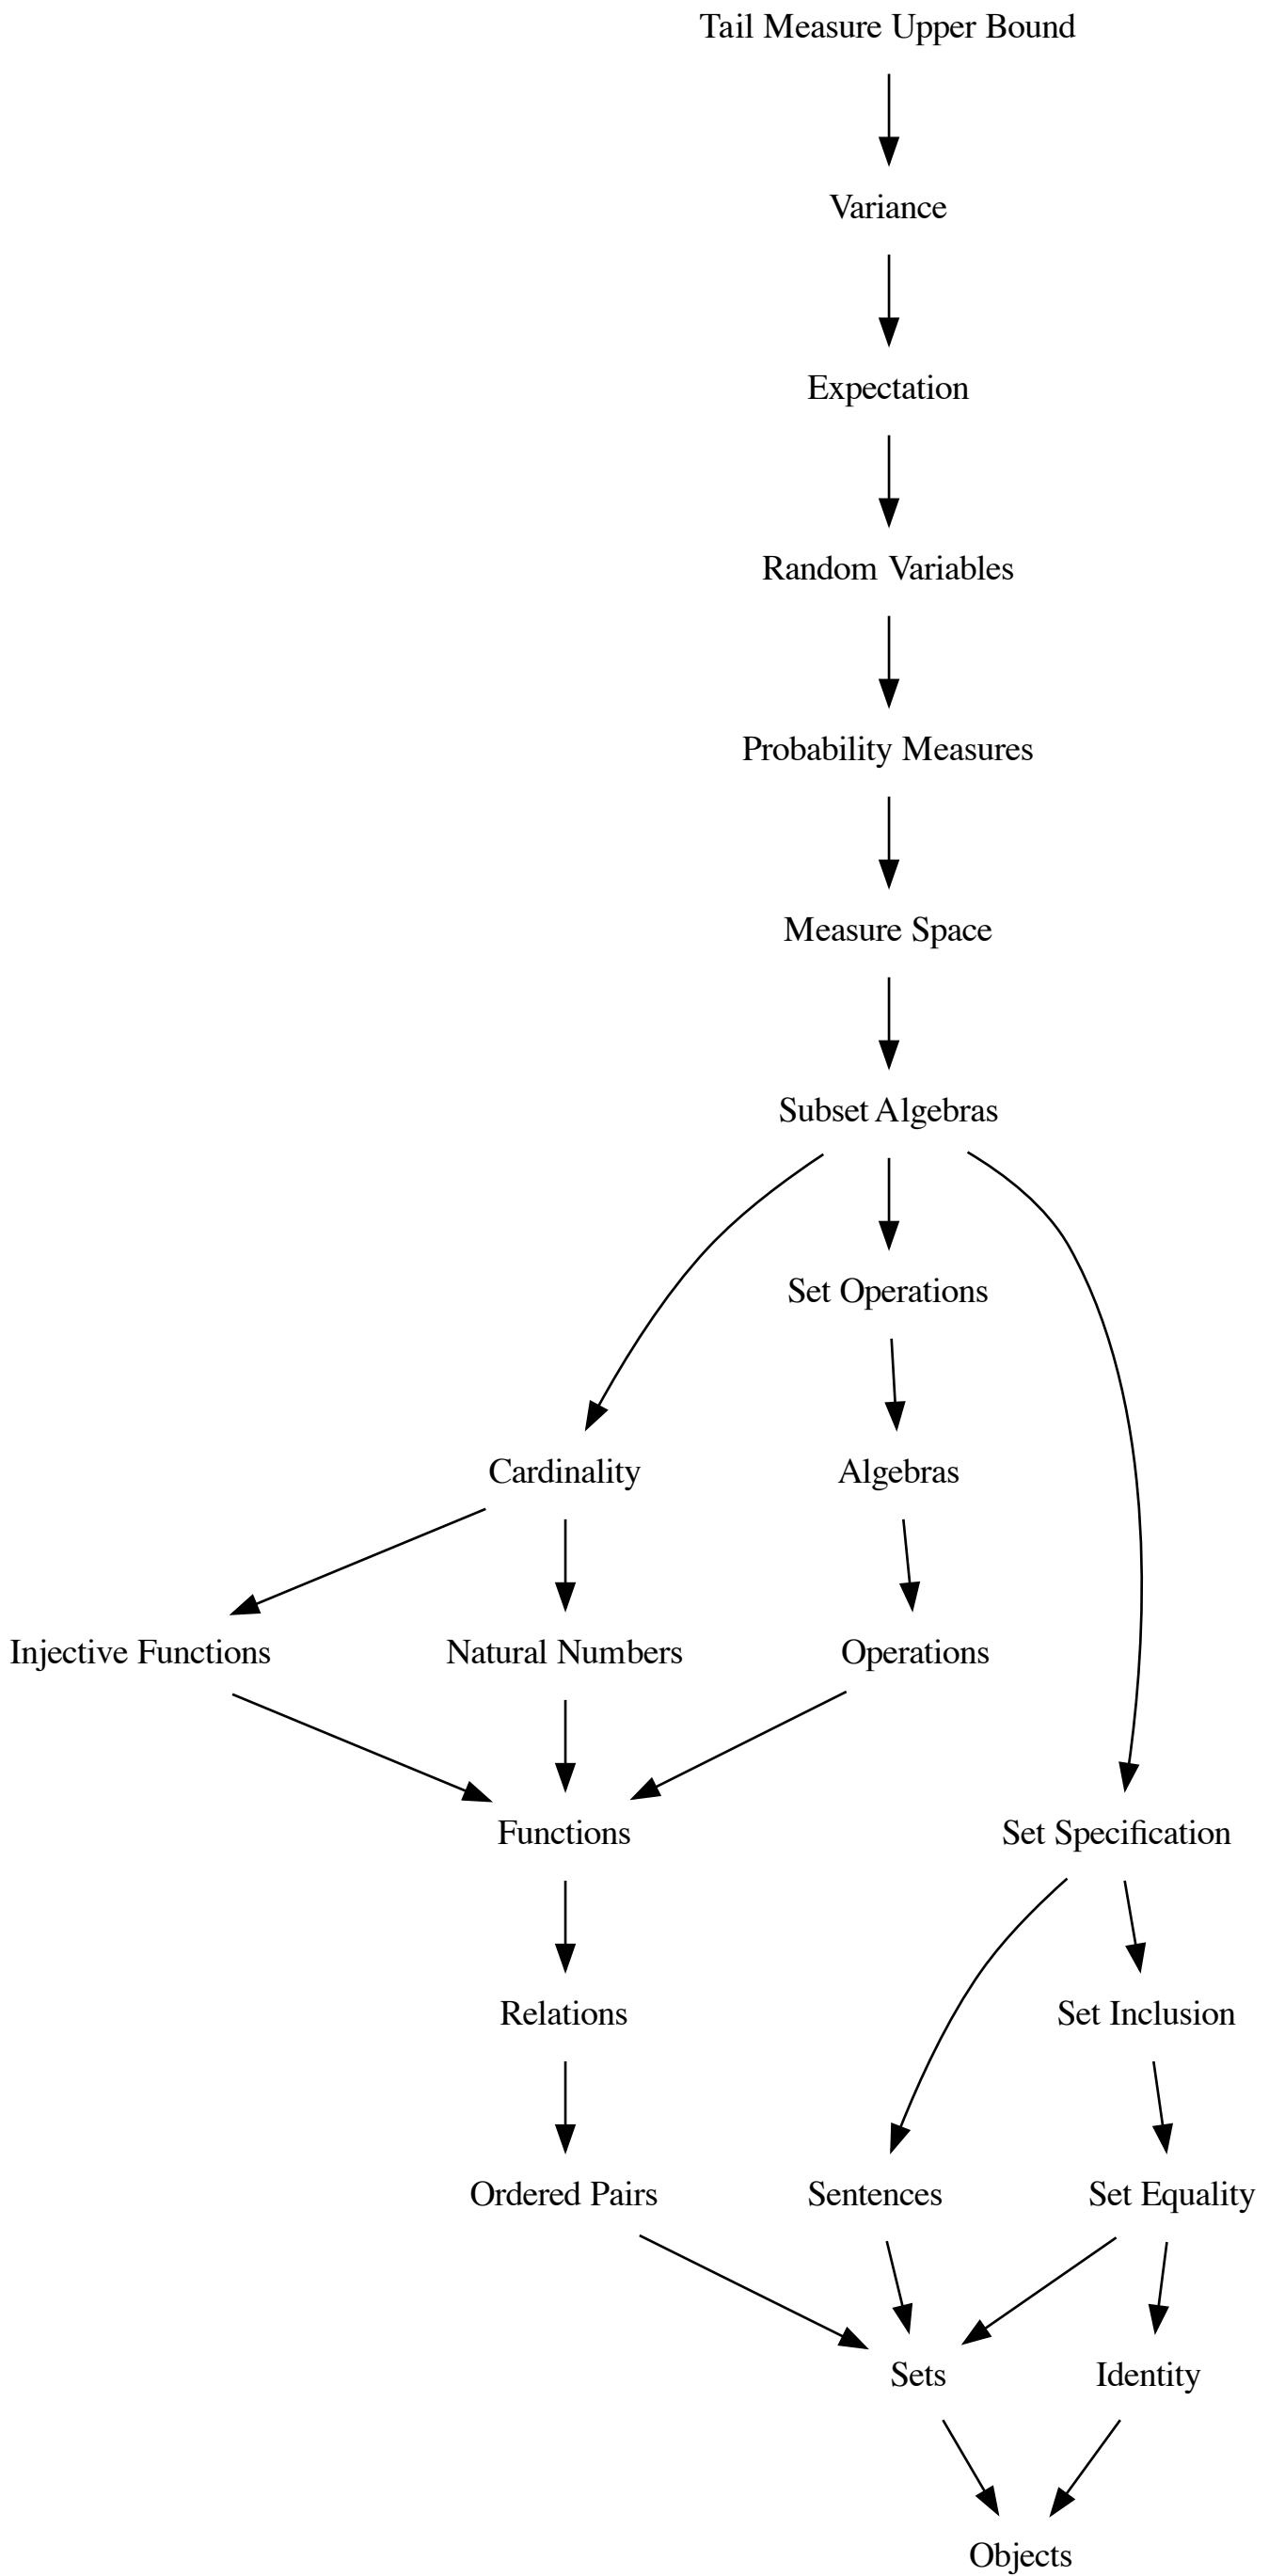 Tail Measure Upper Bound
Variance
Expectation
Random Variables
Probability Measures
Measure Space
Subset Algebras
Set Operations
Cardinality
Algebras
Injective Functions
Natural Numbers
Operations
Functions
Set Specification
Relations
Set Inclusion
Ordered Pairs
Sentences
Set Equality
Sets
Identity
Objects